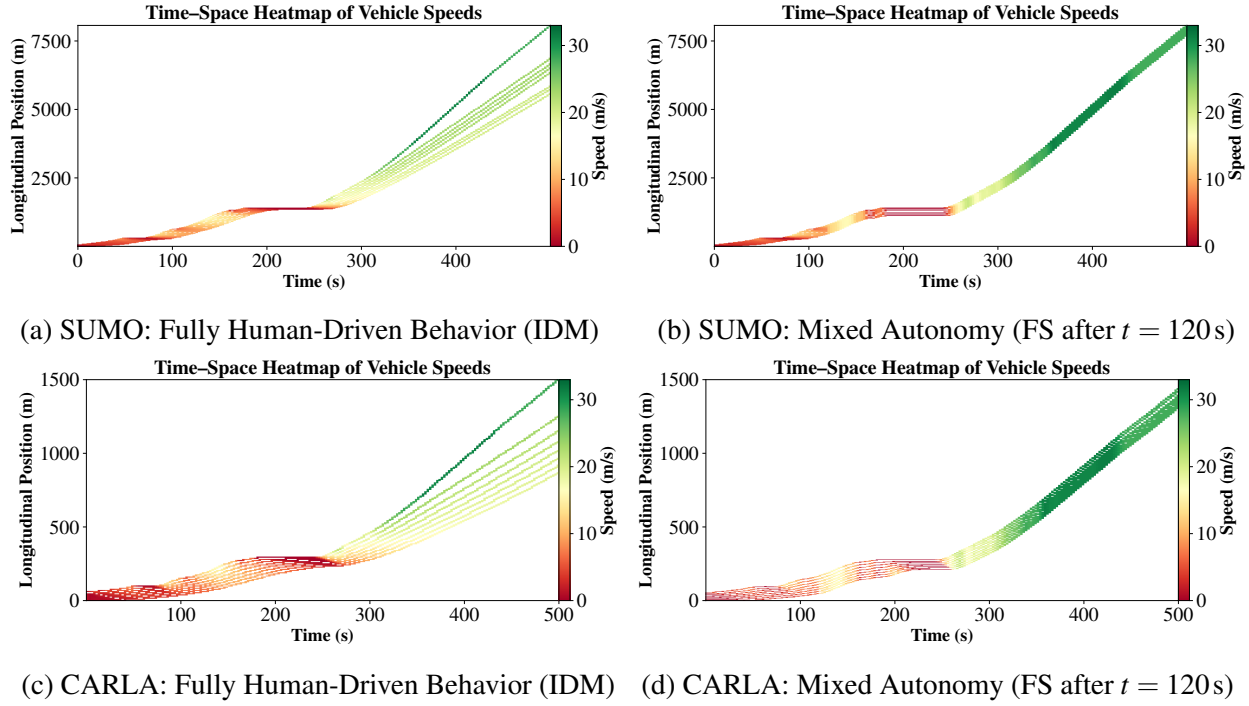 Time–Space Heatmap of Vehicle Speeds
Longitudinal Position (m)
7500
5000
2500
0
100
200
300
400
Time (s)
30
20
10
0
Speed (m/s)
(a) SUMO: Fully Human-Driven Behavior (IDM)
Time–Space Heatmap of Vehicle Speeds
Longitudinal Position (m)
7500
5000
2500
0
100
200
300
400
Time (s)
30
20
10
0
Speed (m/s)
(b) SUMO: Mixed Autonomy (FS after t = 120 s)
Time–Space Heatmap of Vehicle Speeds
Longitudinal Position (m)
1500
1000
500
0
100
200
300
400
500
Time (s)
30
20
10
0
Speed (m/s)
(c) CARLA: Fully Human-Driven Behavior (IDM)
Time–Space Heatmap of Vehicle Speeds
Longitudinal Position (m)
1500
1000
500
0
100
200
300
400
500
Time (s)
30
20
10
0
Speed (m/s)
(d) CARLA: Mixed Autonomy (FS after t = 120 s)